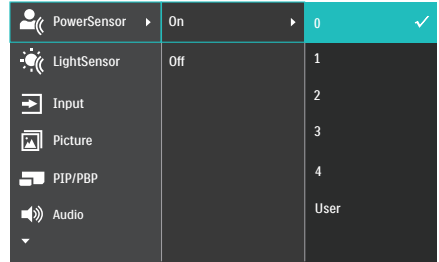 PowerSensor
On
0
LightSensor
Off
1
Input
2
Picture
3
PIP/PBP
4
Audio
User